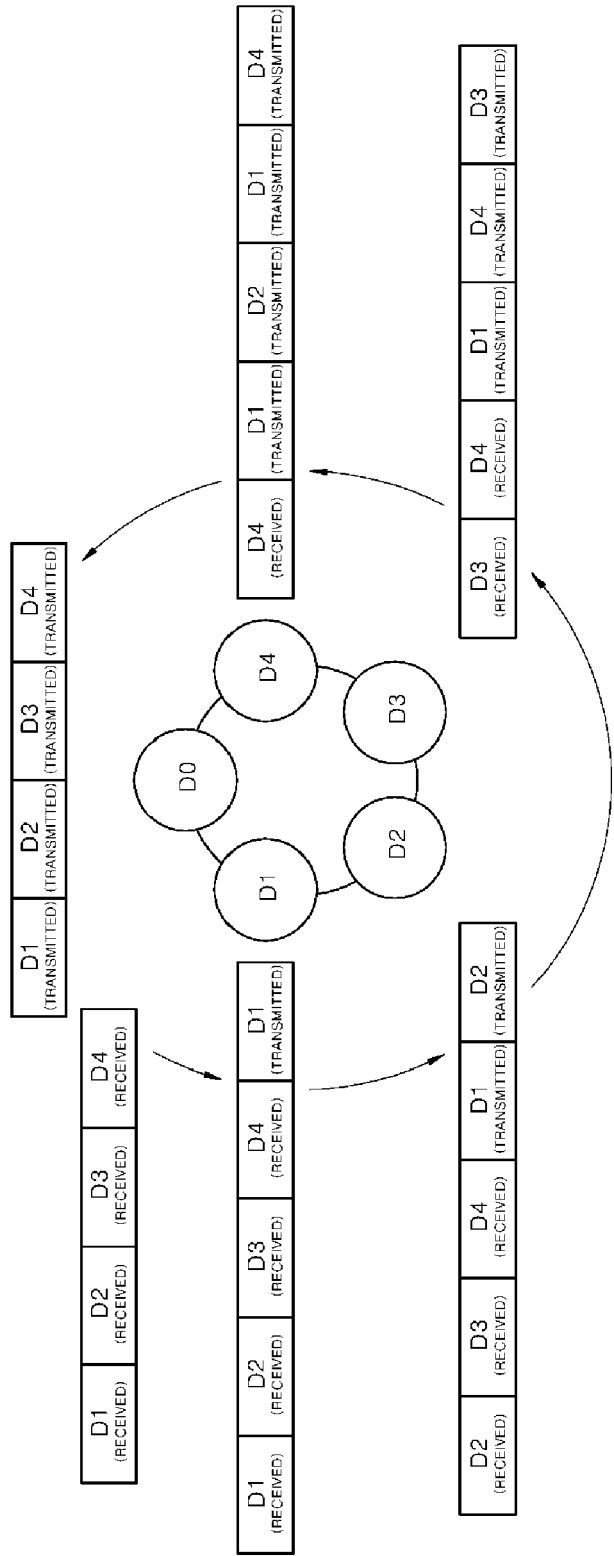 D1 D2 D3 D4
(TRANSMITTED) (TRANSMITTED) (TRANSMITTED) (TRANSMITTED)
D1 D2 D3 D4
(RECEIVED) (RECEIVED) (RECEIVED) (RECEIVED)
D0
D1 D2 D3 D4 D1
(RECEIVED) (RECEIVED) (RECEIVED) (RECEIVED) (TRANSMITTED)
D1
D4
D4 D1 D2 D1 D4
(RECEIVED) (TRANSMITTED) (TRANSMITTED) (TRANSMITTED) (TRANSMITTED)
D2
D3
D2 D3 D4 D1 D2
(RECEIVED) (RECEIVED) (RECEIVED) (TRANSMITTED) (TRANSMITTED)
D3 D4 D1 D4 D3
(RECEIVED) (RECEIVED) (TRANSMITTED) (TRANSMITTED) (TRANSMITTED)